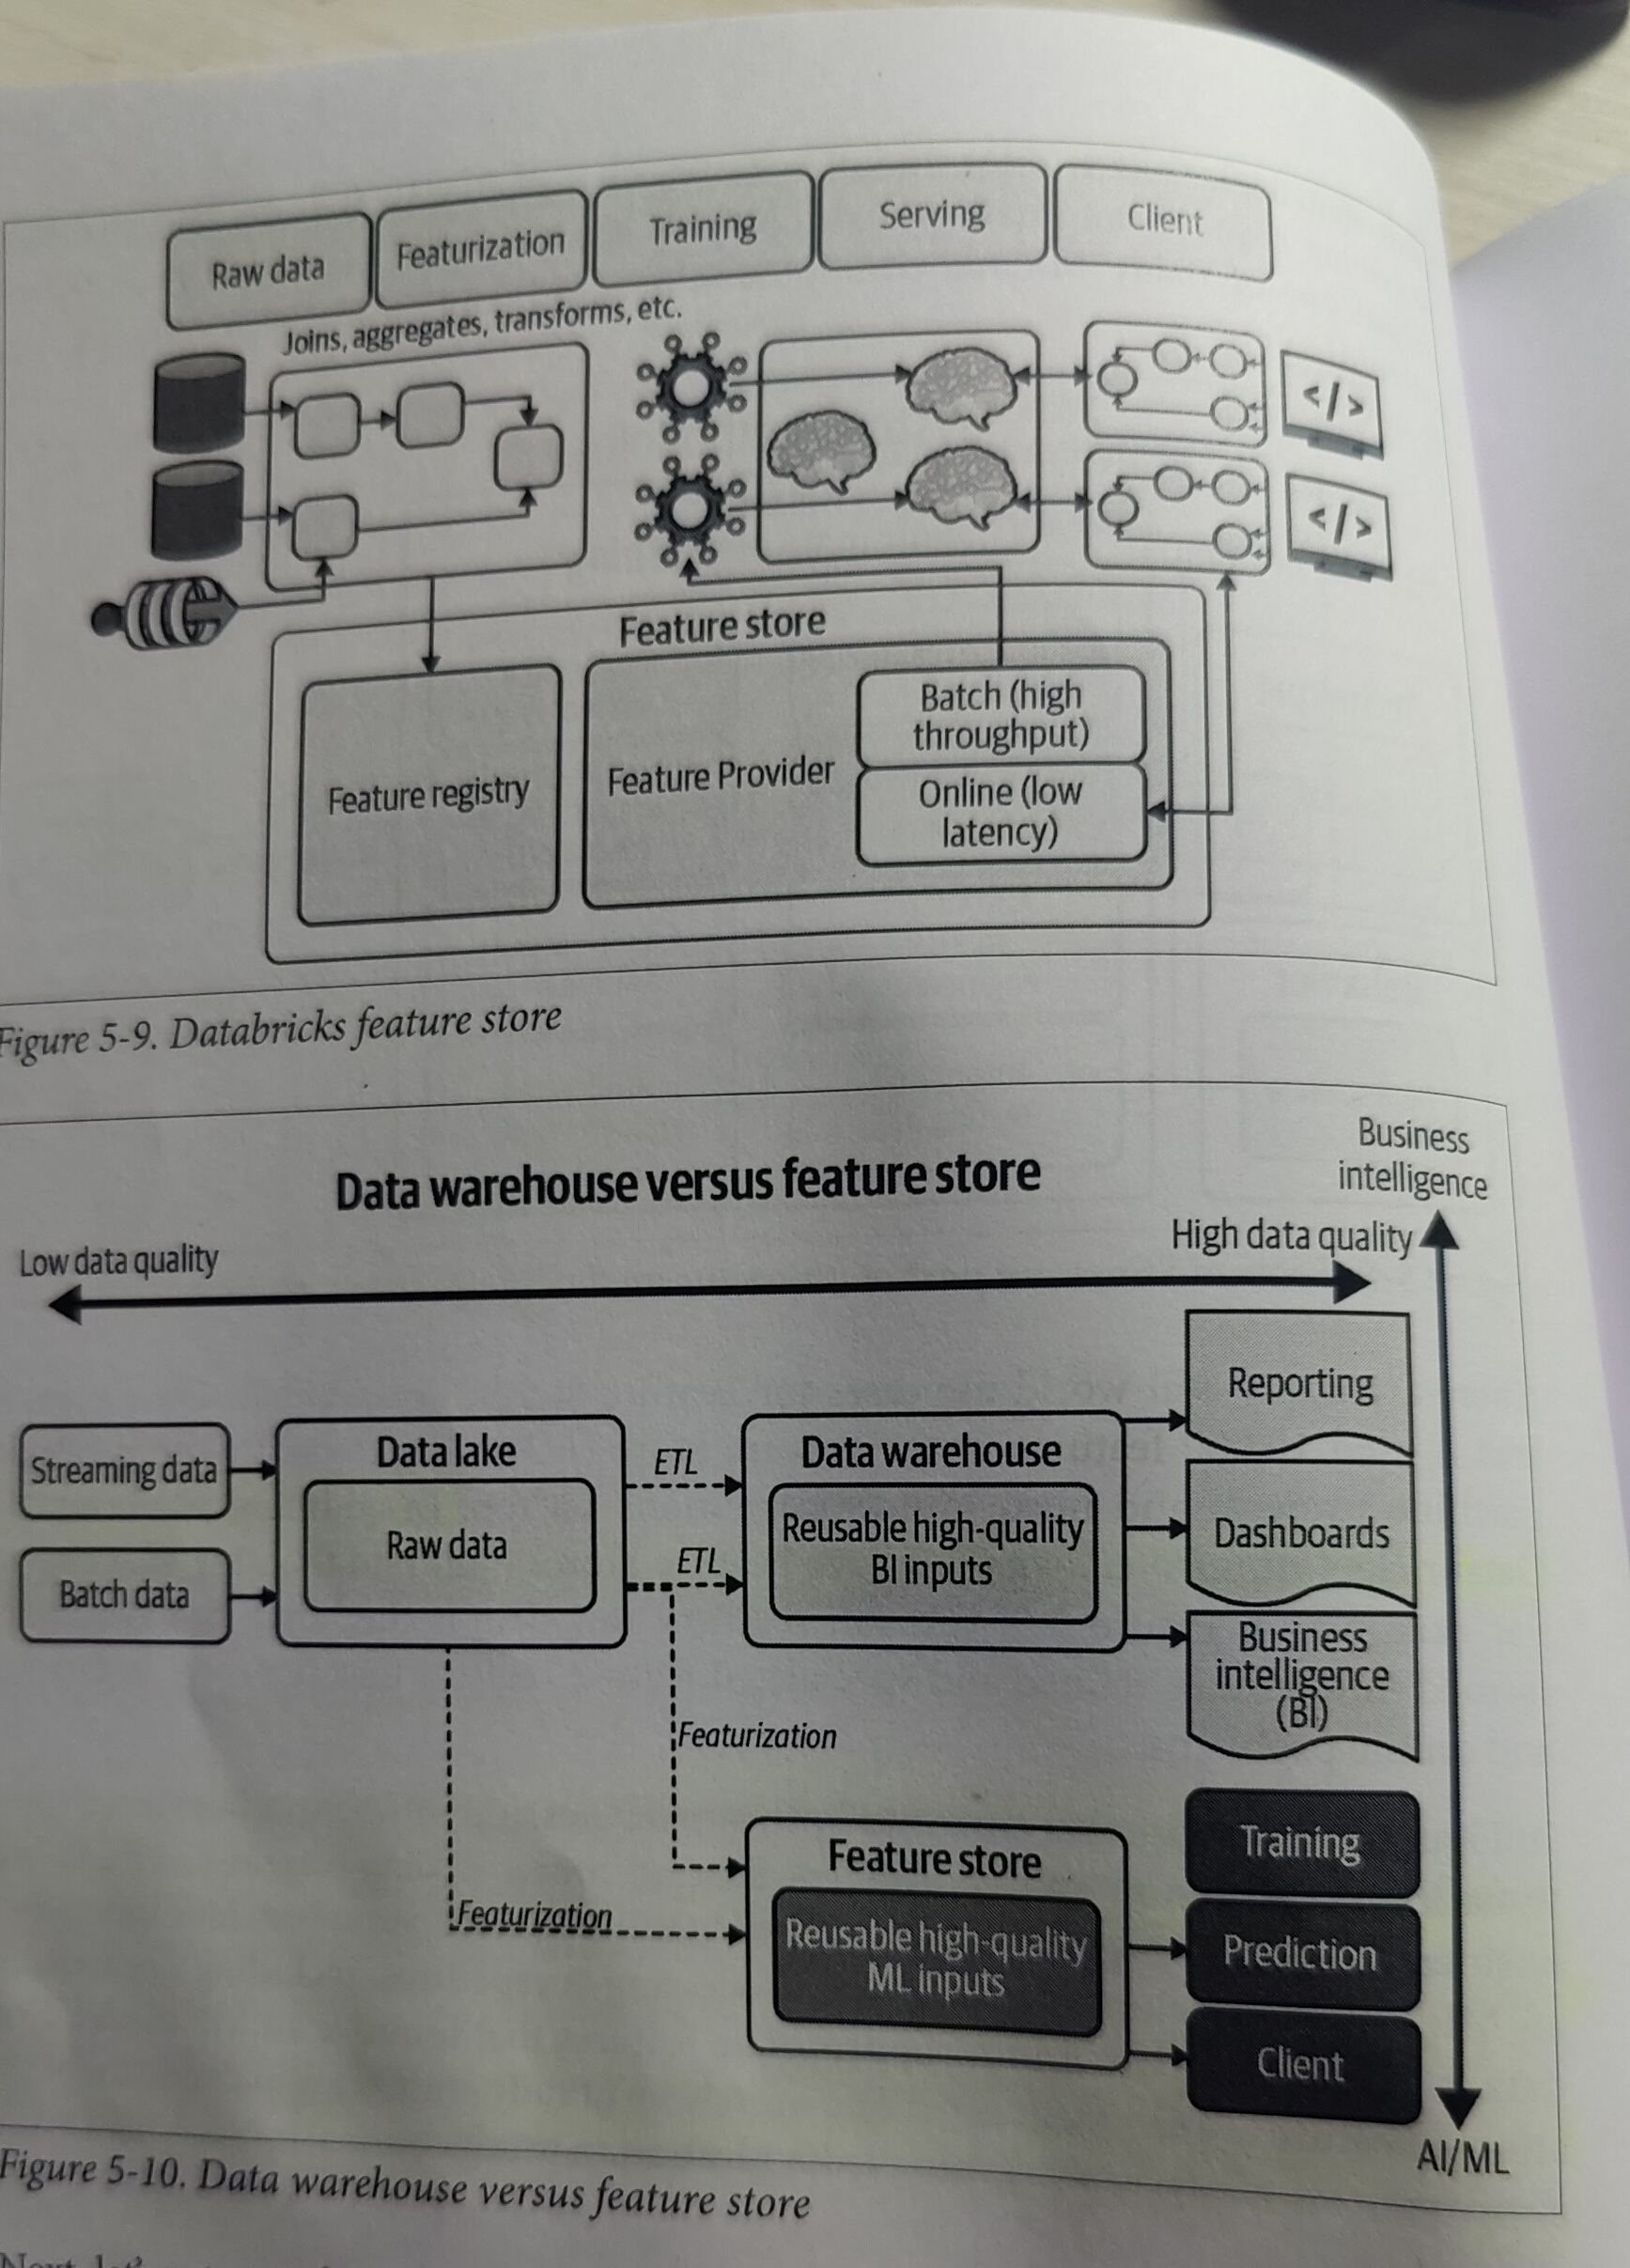 Raw data
Featurization
Training
Serving
Client
Joins, aggregates, transforms, etc.
</>
</>
Feature store
Feature registry
Feature Provider
Batch (high
throughput)
Online (low
latency)
Figure 5-9. Databricks feature store
Data warehouse versus feature store
Business
intelligence
Low data quality
High data quality
Streaming data
Batch data
Data lake
Raw data
ETL
ETL
Data warehouse
Reusable high-quality
BI inputs
Reporting
Dashboards
Business
intelligence
(BI)
Featurization
Featurization
Feature store
Reusable high-quality
ML inputs
Training
Prediction
Client
AI/ML
Figure 5-10. Data warehouse versus feature store